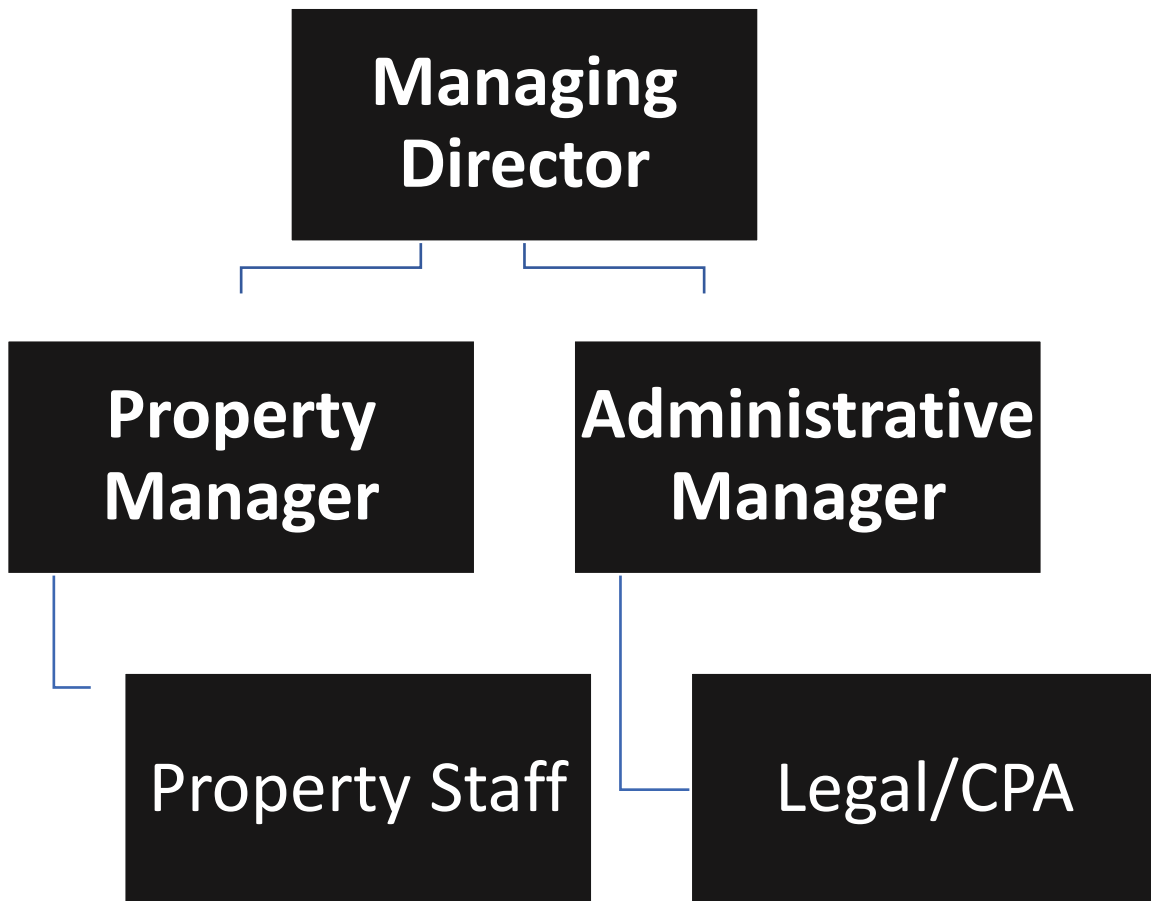 Managing
Director
Property
Manager
Administrative
Manager
Property Staff
Legal/CPA